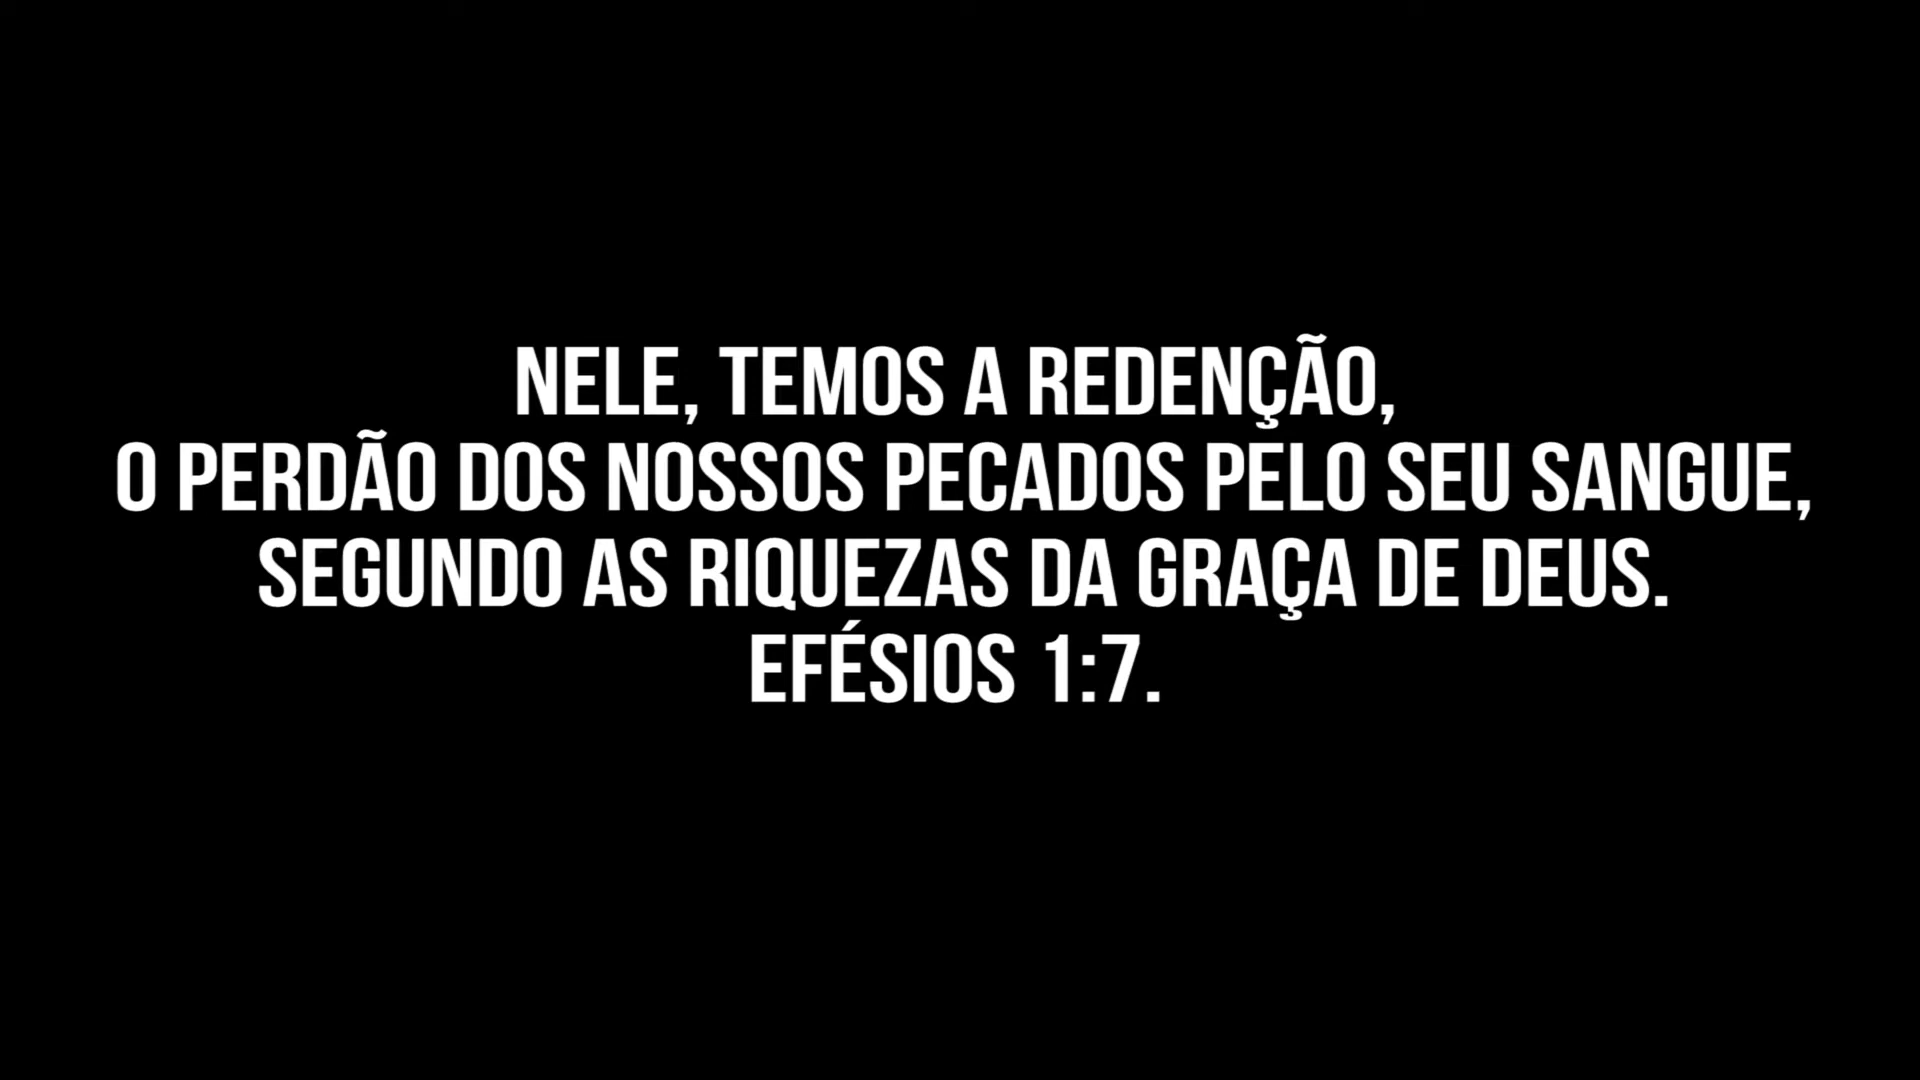 NELE, TEMOS A REDENÇÃO,
O PERDÃO DOS NOSSOS PECADOS PELO SEU SANGUE,
SEGUNDO AS RIQUEZAS DA GRAÇA DE DEUS.
EFÉSIOS 1:7.